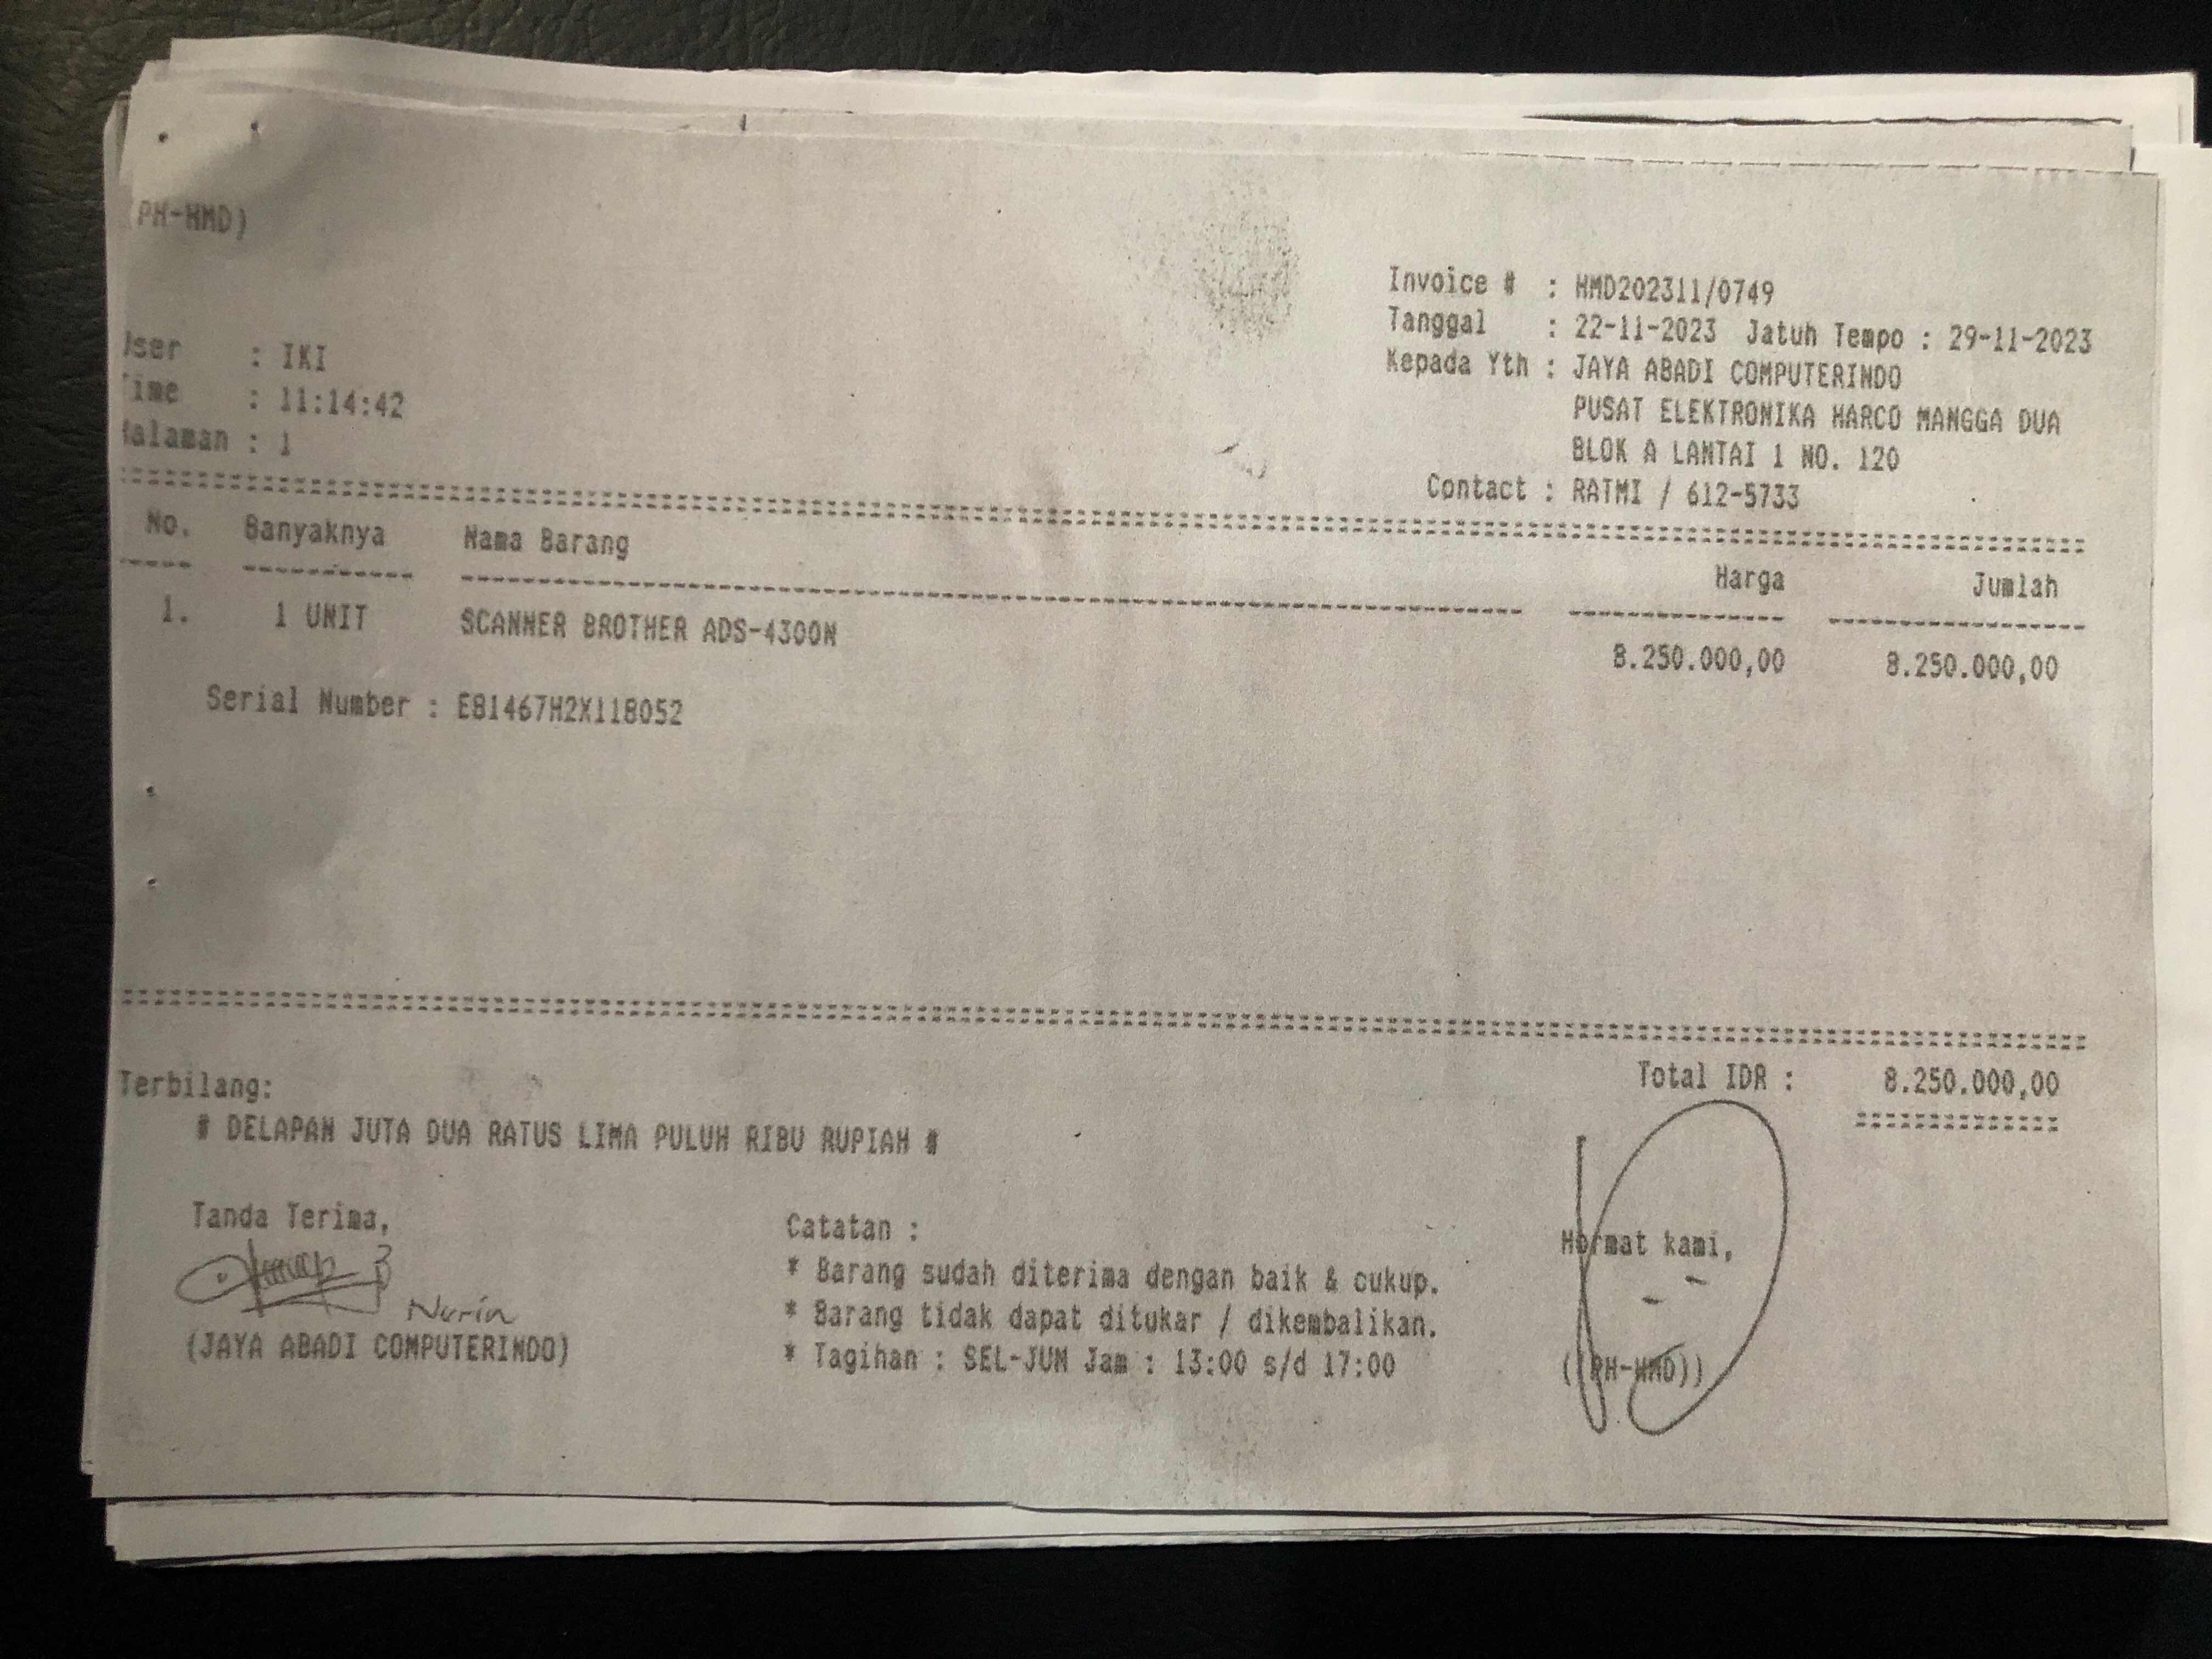 (PH-HMD)
Invoice # : HMD202311/0749
Tanggal : 22-11-2023 Jatuh Tempo : 29-11-2023
Kepada Yth : JAYA ABADI COMPUTERINDO
PUSAT ELEKTRONIKA HARCO MANGGA DUA
BLOK A LANTAI 1 NO. 120
Contact : RATMI / 612-5733
User : IKI
Time : 11:14:42
Halaman : 1
No. Banyaknya Nama Barang Harga Jumlah
1. 1 UNIT SCANNER BROTHER ADS-4300N 8.250.000,00 8.250.000,00
Serial Number : E81467H2X118052
Total IDR : 8.250.000,00
Terbilang:
# DELAPAN JUTA DUA RATUS LIMA PULUH RIBU RUPIAH #
Tanda Terima,
Nurin
(JAYA ABADI COMPUTERINDO)
Catatan :
* Barang sudah diterima dengan baik & cukup.
* Barang tidak dapat ditukar / dikembalikan.
* Tagihan : SEL-JUM Jam : 13:00 s/d 17:00
Hormat kami,
((PH-HMD))